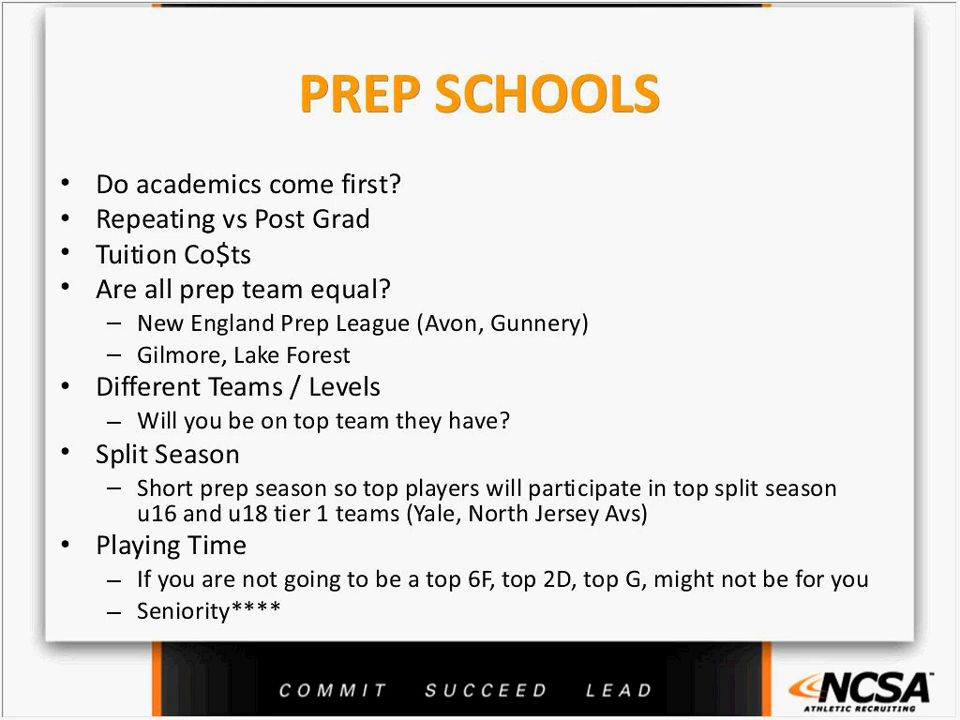 PREP SCHOOLS
• Do academics come first?
• Repeating vs Post Grad
• Tuition Co$ts
• Are all prep team equal?
– New England Prep League (Avon, Gunnery)
– Gilmore, Lake Forest
• Different Teams / Levels
– Will you be on top team they have?
• Split Season
– Short prep season so top players will participate in top split season
u16 and u18 tier 1 teams (Yale, North Jersey Avs)
• Playing Time
– If you are not going to be a top 6F, top 2D, top G, might not be for you
– Seniority****
COMMIT SUCCEED LEAD
NCSA™
ATHLETIC RECRUITING